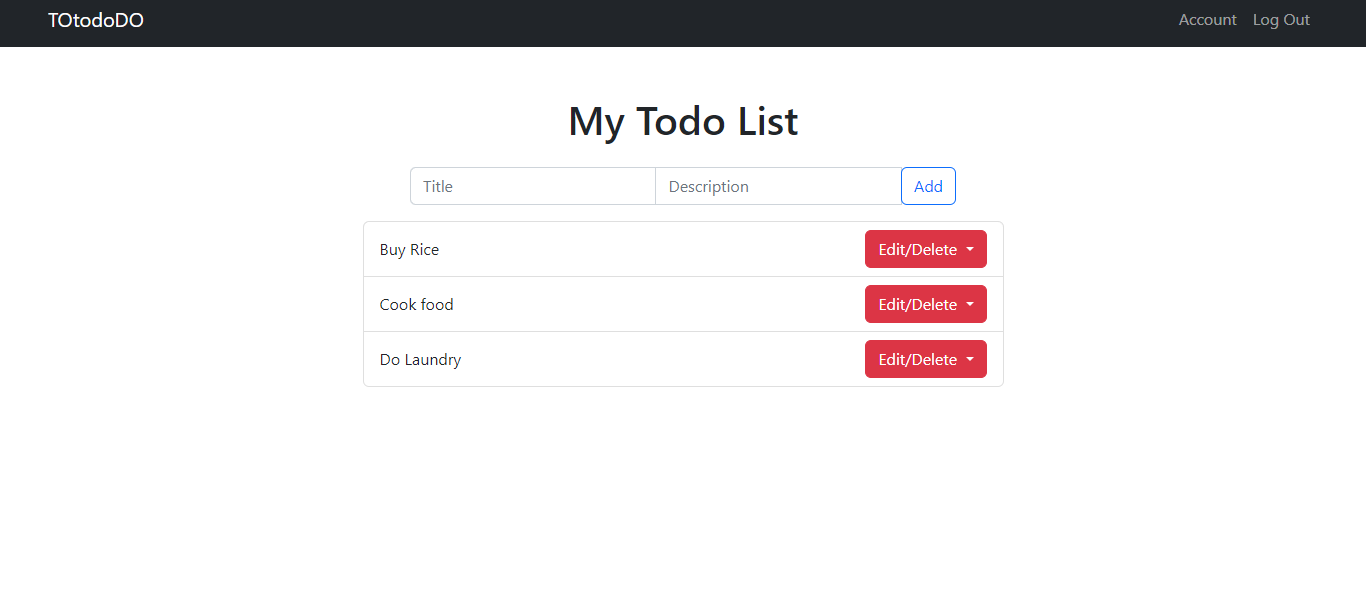 TOtodoDO Account Log Out
My Todo List
Title Description Add
Buy Rice Edit/Delete
Cook food Edit/Delete
Do Laundry Edit/Delete